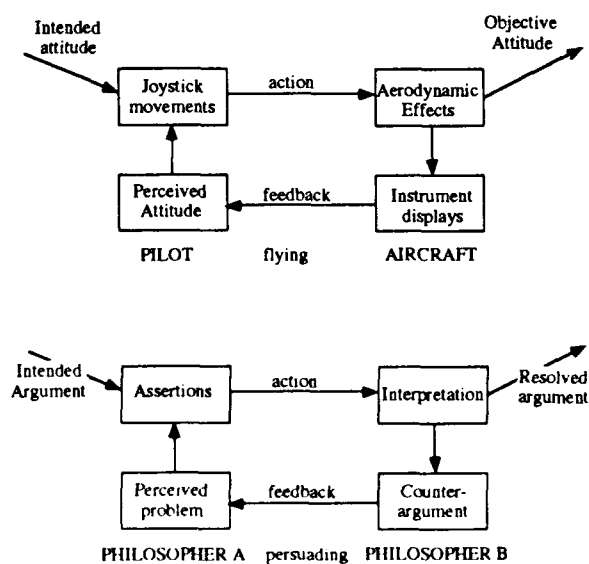 Intended
attitude
Objective
Attitude
Joystick
movements
action
Aerodynamic
Effects
Perceived
Attitude
feedback
Instrument
displays
PILOT flying AIRCRAFT
Intended
Argument
Assertions
action
Interpretation
Resolved
argument
Perceived
problem
feedback
Counter-
argument
PHILOSOPHER A persuading PHILOSOPHER B